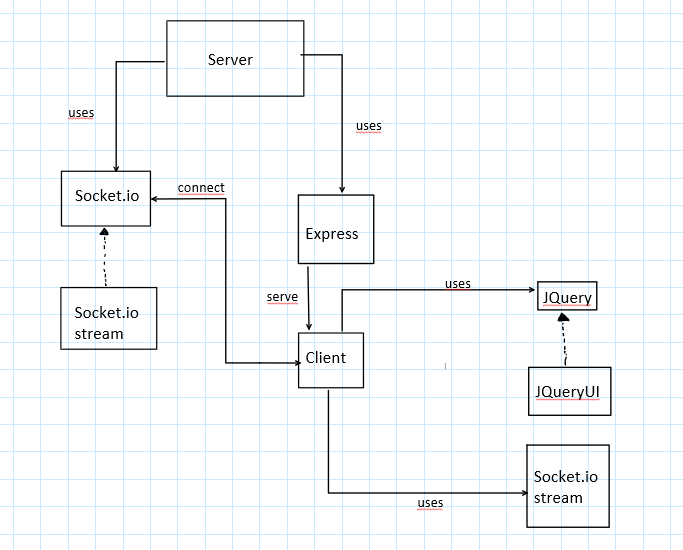 Server
uses
uses
Socket.io
connect
Express
serve
uses
Socket.io
stream
JQuery
Client
JQueryUI
Socket.io
stream
uses